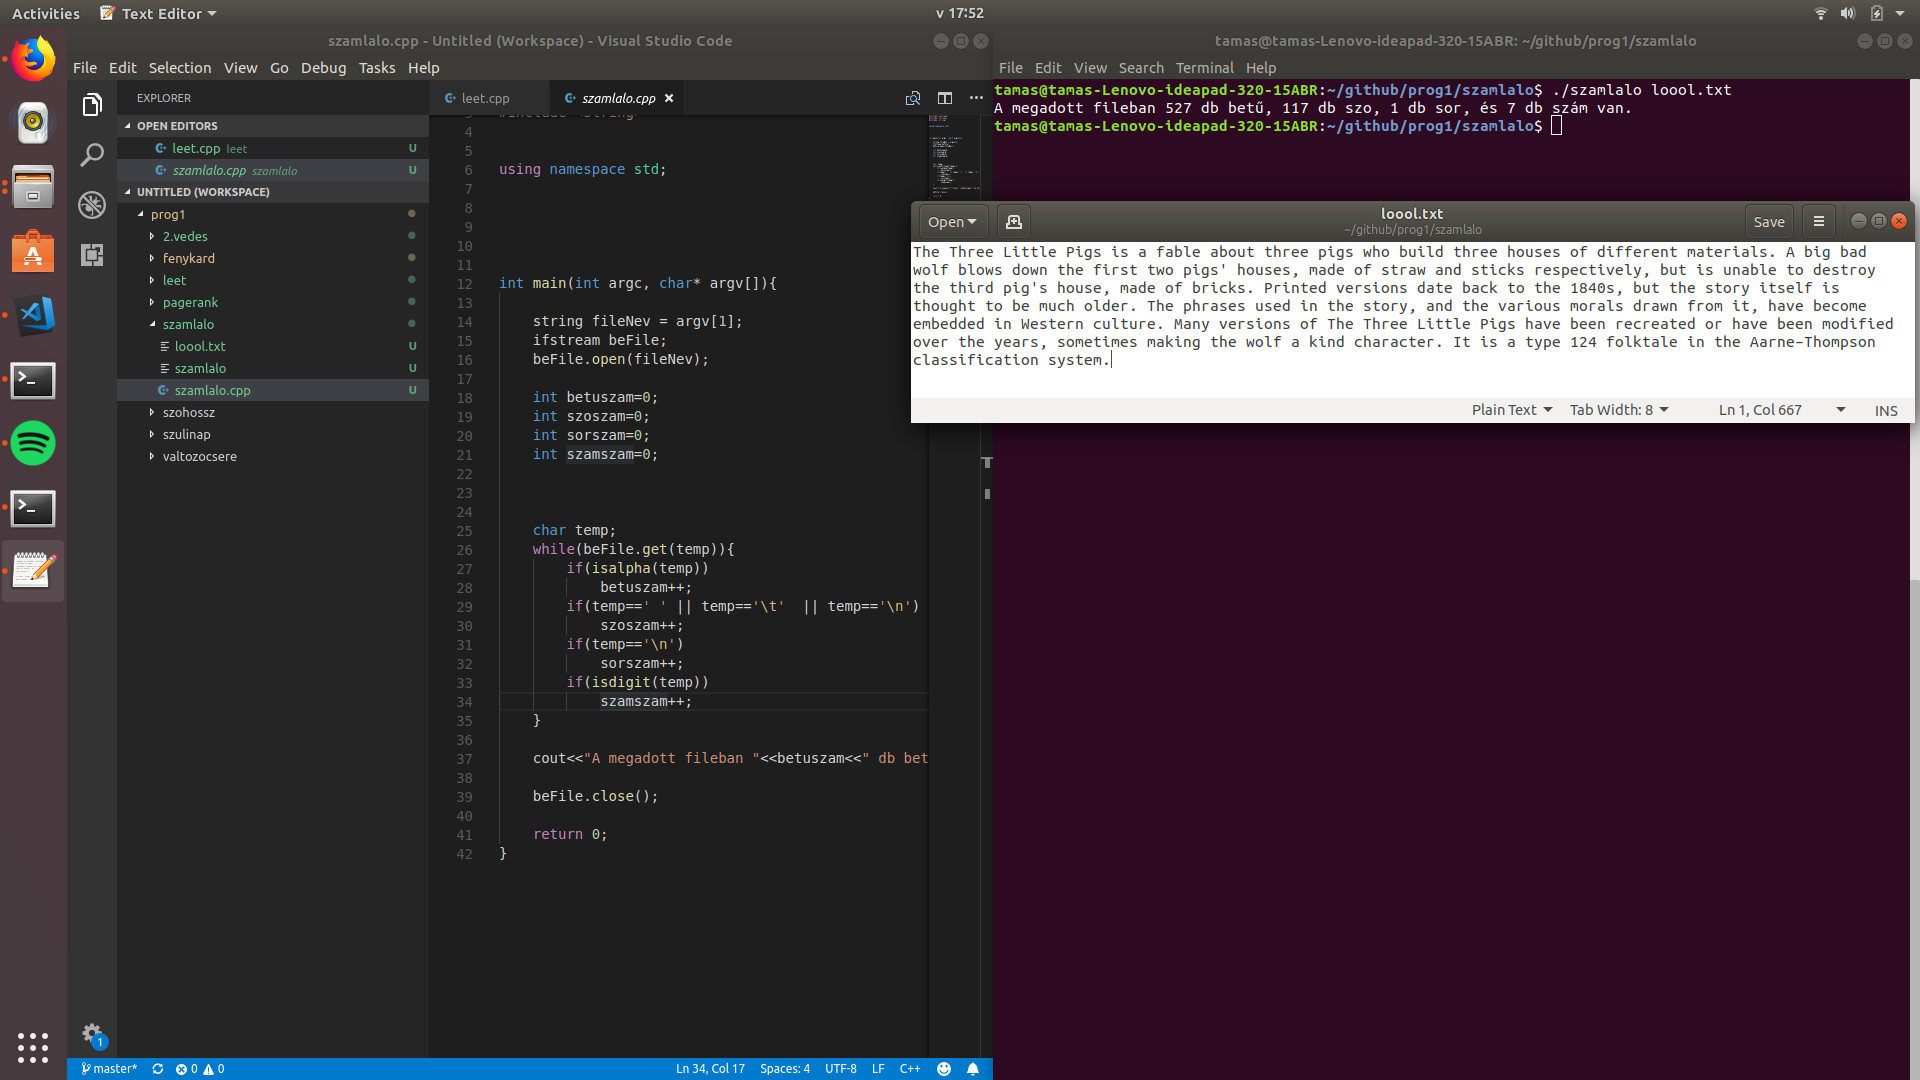 Activities Text Editor v 17:52
szamlalo.cpp - Untitled (Workspace) - Visual Studio Code
File Edit Selection View Go Debug Tasks Help
EXPLORER
OPEN EDITORS
leet.cpp leet U
szamlalo.cpp szamlalo U
UNTITLED (WORKSPACE)
prog1
2.vedes
fenykard
leet
pagerank
szamlalo
loool.txt U
szamlalo U
szamlalo.cpp U
szohossz
szulinap
valtozocsere
1
leet.cpp szamlalo.cpp
3 #include <string>
4
5
6 using namespace std;
7
8
9
10
11
12 int main(int argc, char* argv[]){
13
14 string fileNev = argv[1];
15 ifstream beFile;
16 beFile.open(fileNev);
17
18 int betuszam=0;
19 int szoszam=0;
20 int sorszam=0;
21 int szamszam=0;
22
23
24
25 char temp;
26 while(beFile.get(temp)){
27 if(isalpha(temp))
28 betuszam++;
29 if(temp==' ' || temp=='\t'  || temp=='\n')
30 szoszam++;
31 if(temp=='\n')
32 sorszam++;
33 if(isdigit(temp))
34 szamszam++;
35 }
36
37 cout<<"A megadott fileban "<<betuszam<<" db bet
38
39 beFile.close();
40
41 return 0;
42 }
master* 0 0 Ln 34, Col 17 Spaces: 4 UTF-8 LF C++
tamas@tamas-Lenovo-ideapad-320-15ABR: ~/github/prog1/szamlalo
File Edit View Search Terminal Help
tamas@tamas-Lenovo-ideapad-320-15ABR:~/github/prog1/szamlalo$ ./szamlalo loool.txt
A megadott fileban 527 db betű, 117 db szo, 1 db sor, és 7 db szám van.
tamas@tamas-Lenovo-ideapad-320-15ABR:~/github/prog1/szamlalo$
Open loool.txt Save
~/github/prog1/szamlalo
The Three Little Pigs is a fable about three pigs who build three houses of different materials. A big bad
wolf blows down the first two pigs' houses, made of straw and sticks respectively, but is unable to destroy
the third pig's house, made of bricks. Printed versions date back to the 1840s, but the story itself is
thought to be much older. The phrases used in the story, and the various morals drawn from it, have become
embedded in Western culture. Many versions of The Three Little Pigs have been recreated or have been modified
over the years, sometimes making the wolf a kind character. It is a type 124 folktale in the Aarne–Thompson
classification system.
Plain Text Tab Width: 8 Ln 1, Col 667 INS